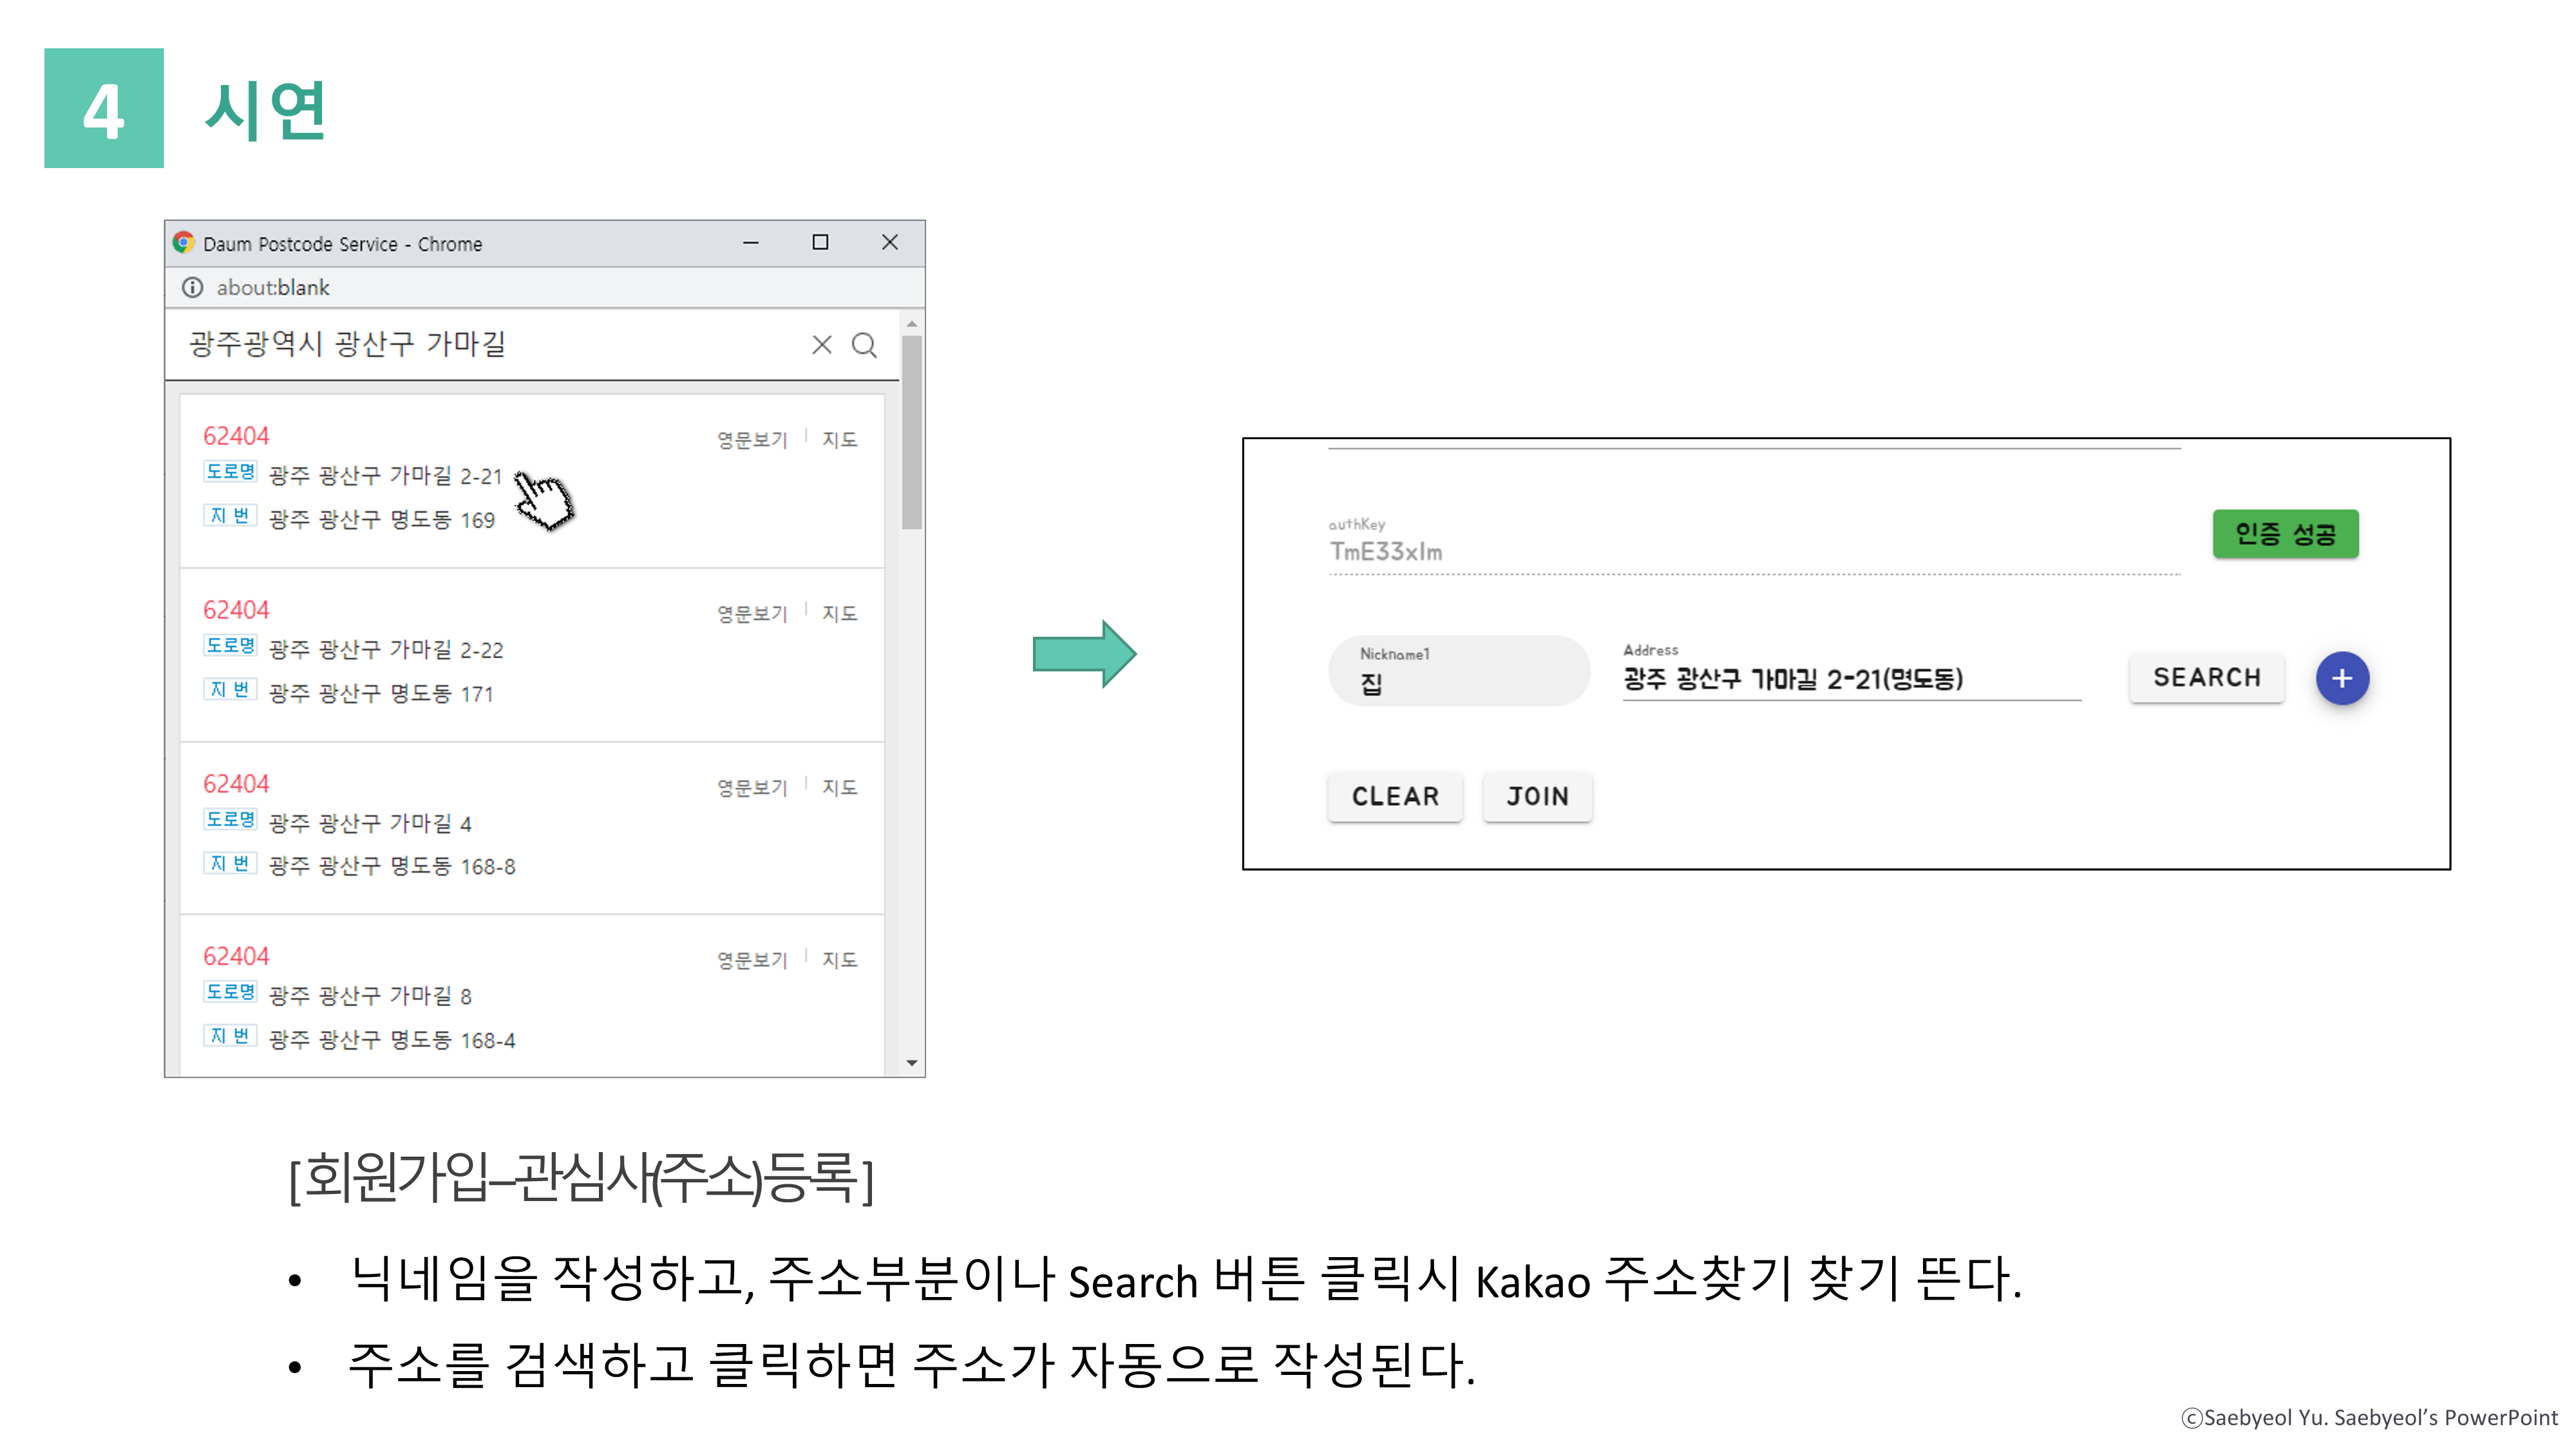 4 시연
Daum Postcode Service - Chrome
about:blank
광주광역시 광산구 가마길
62404 영문보기 지도
도로명 광주 광산구 가마길 2-21
지번 광주 광산구 명도동 169
62404 영문보기 지도
도로명 광주 광산구 가마길 2-22
지번 광주 광산구 명도동 171
62404 영문보기 지도
도로명 광주 광산구 가마길 4
지번 광주 광산구 명도동 168-8
62404 영문보기 지도
도로명 광주 광산구 가마길 8
지번 광주 광산구 명도동 168-4
authKey
TmE33xIm 인증 성공
Nickname1 Address
집 광주 광산구 가마길 2-21(명도동) SEARCH +
CLEAR JOIN
[회원가입–관심사(주소)등록]
• 닉네임을 작성하고, 주소부분이나 Search 버튼 클릭시 Kakao 주소찾기 찾기 뜬다.
• 주소를 검색하고 클릭하면 주소가 자동으로 작성된다.
ⓒSaebyeol Yu. Saebyeol’s PowerPoint